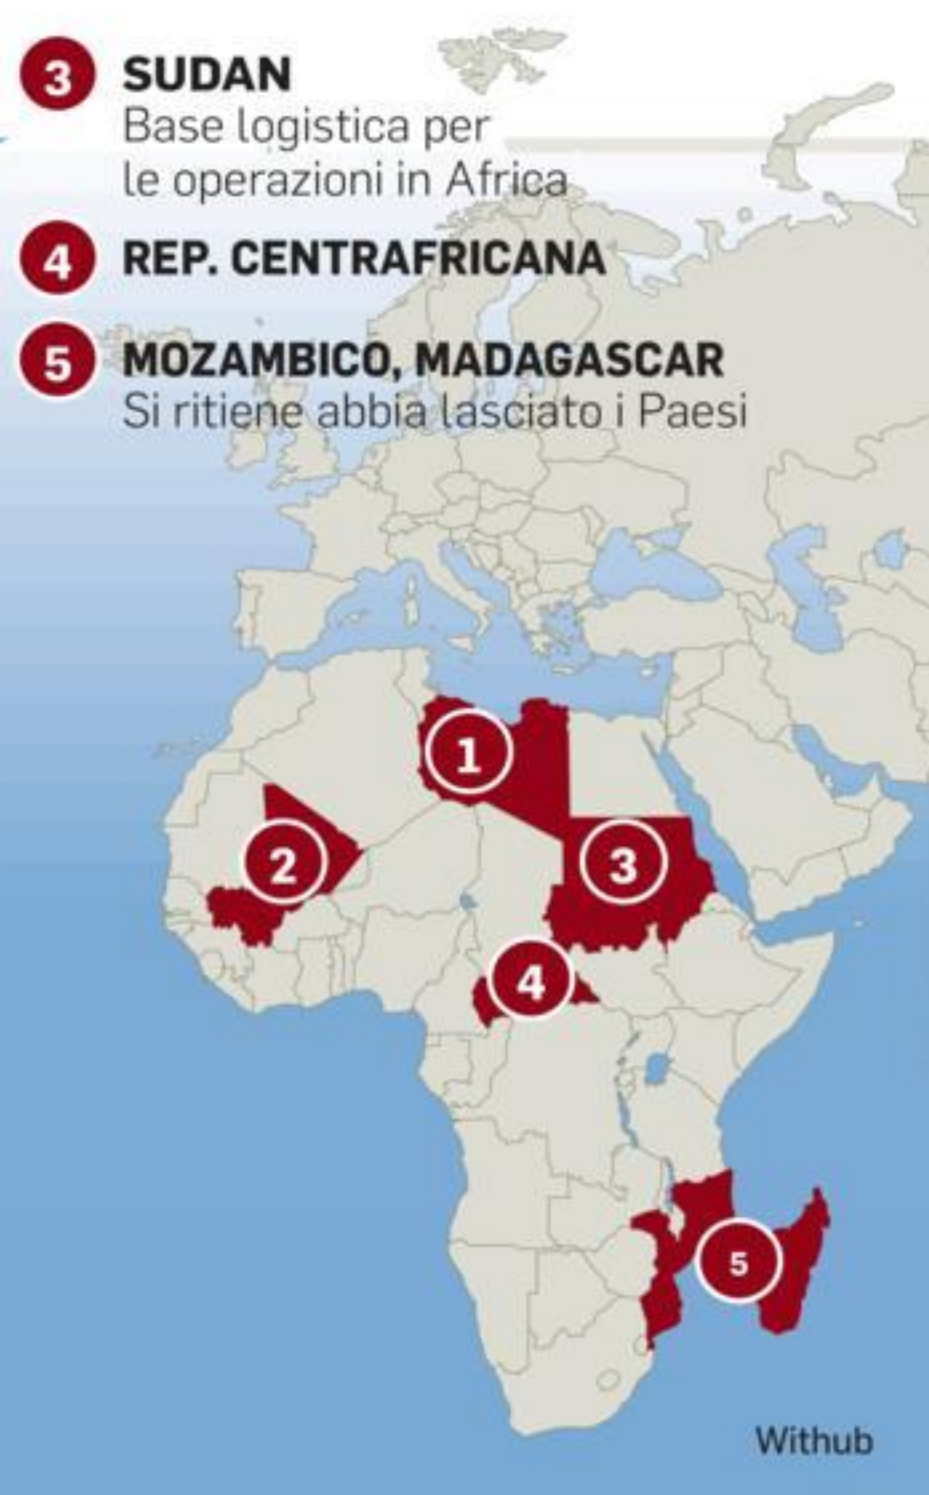 3 SUDAN
Base logistica per
le operazioni in Africa
4 REP. CENTRAFRICANA
5 MOZAMBICO, MADAGASCAR
Si ritiene abbia lasciato i Paesi
1
2
3
4
5
Withub